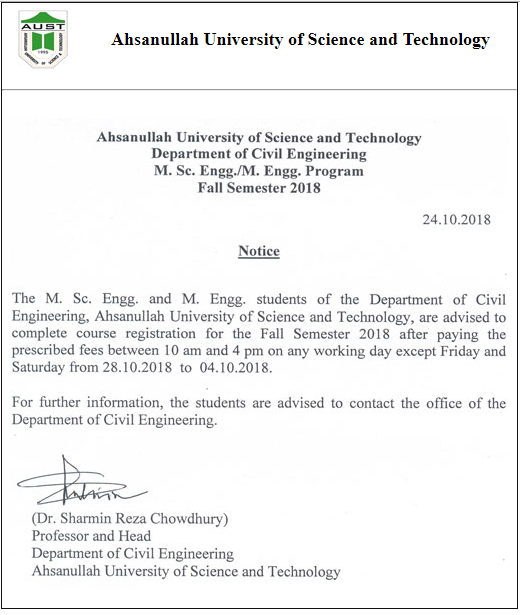 AUST
1995
Ahsanullah University of Science and Technology
Ahsanullah University of Science and Technology
Department of Civil Engineering
M. Sc. Engg./M. Engg. Program
Fall Semester 2018
24.10.2018
Notice
The M. Sc. Engg. and M. Engg. students of the Department of Civil
Engineering, Ahsanullah University of Science and Technology, are advised to
complete course registration for the Fall Semester 2018 after paying the
prescribed fees between 10 am and 4 pm on any working day except Friday and
Saturday from 28.10.2018 to 04.10.2018.
For further information, the students are advised to contact the office of the
Department of Civil Engineering.
(Dr. Sharmin Reza Chowdhury)
Professor and Head
Department of Civil Engineering
Ahsanullah University of Science and Technology